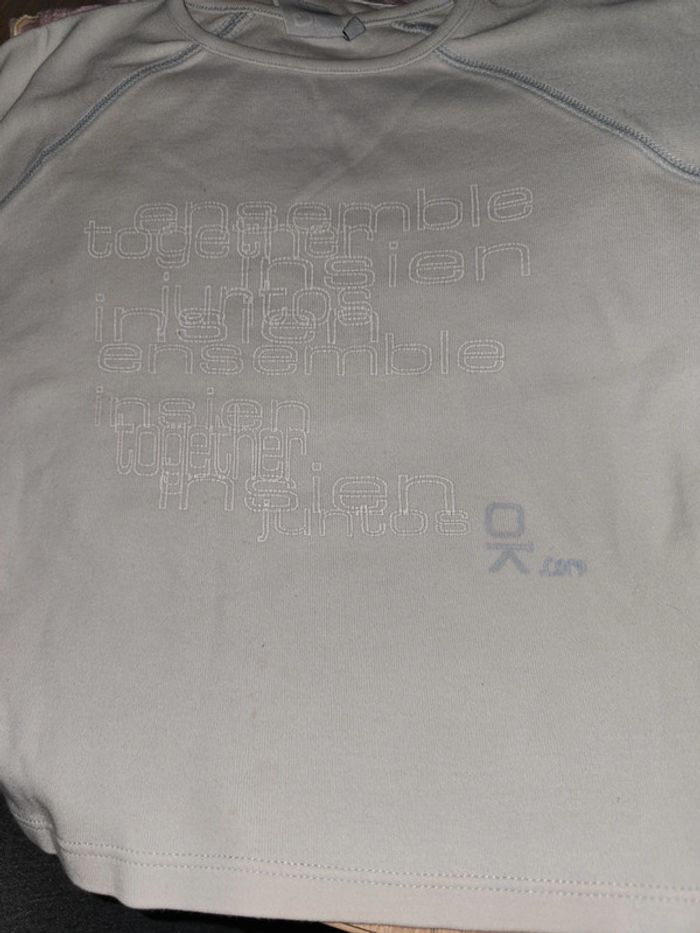 ensemble
together
insien
juntos
insien
ensemble
insien
together
insien
juntos
OK